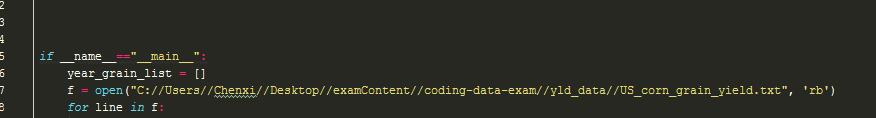 2
3
4
5 if __name__=="__main__":
6 year_grain_list = []
7 f = open("C://Users//Chenxi//Desktop//examContent//coding-data-exam//yld_data//US_corn_grain_yield.txt", 'rb')
8 for line in f: